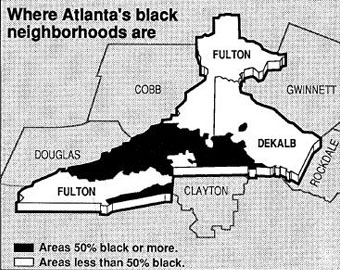 Where Atlanta's black
neighborhoods are
FULTON
COBB
GWINNETT
DEKALB
DOUGLAS
ROCKDALE
FULTON
CLAYTON
Areas 50% black or more.
Areas less than 50% black.